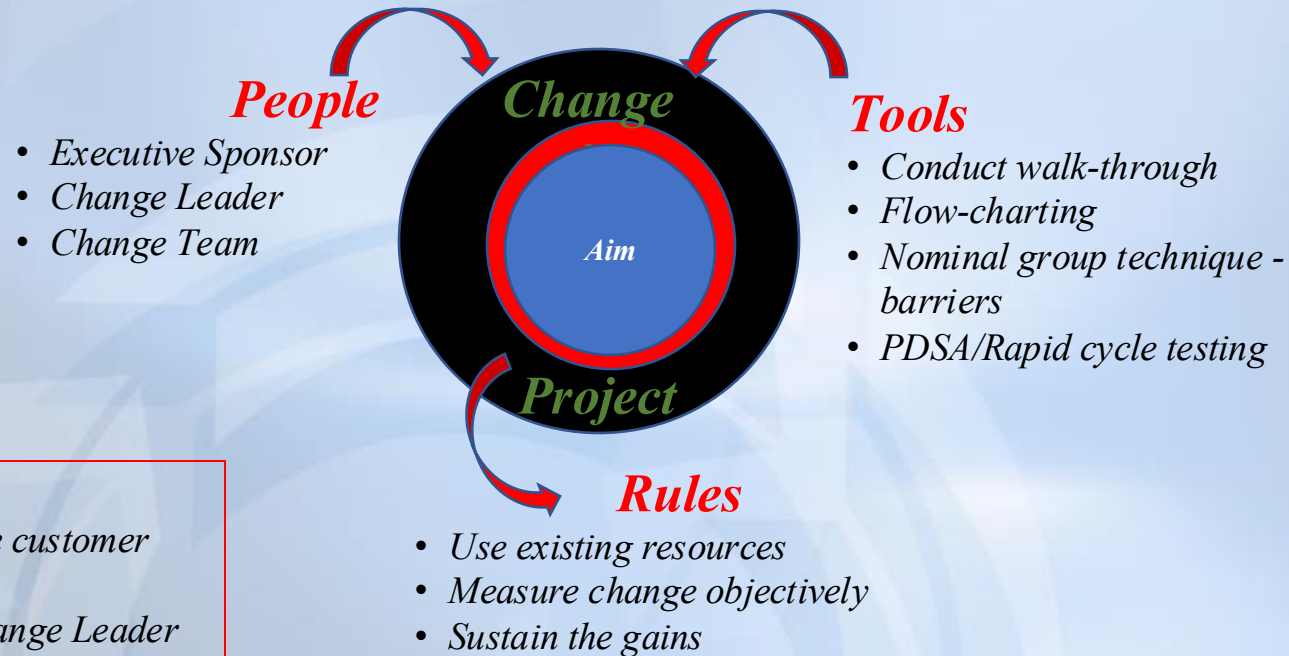 People
• Executive Sponsor
• Change Leader
• Change Team
Change
Aim
Project
Tools
• Conduct walk-through
• Flow-charting
• Nominal group technique -
barriers
• PDSA/Rapid cycle testing
Rules
• Use existing resources
• Measure change objectively
• Sustain the gains
customer
Leader